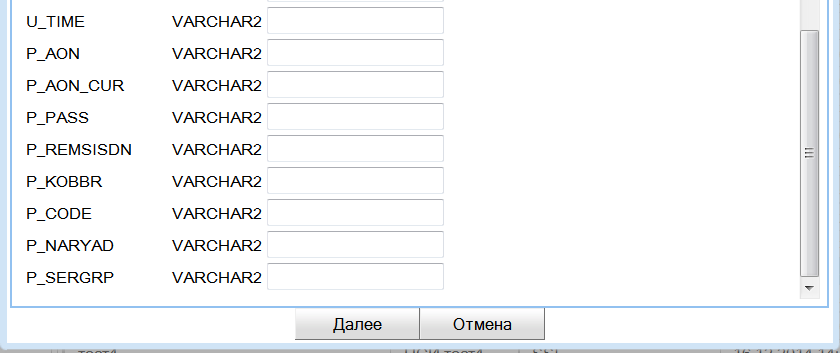 U_TIME VARCHAR2
P_AON VARCHAR2
P_AON_CUR VARCHAR2
P_PASS VARCHAR2
P_REMSISDN VARCHAR2
P_KOBBR VARCHAR2
P_CODE VARCHAR2
P_NARYAD VARCHAR2
P_SERGRP VARCHAR2
Далее Отмена